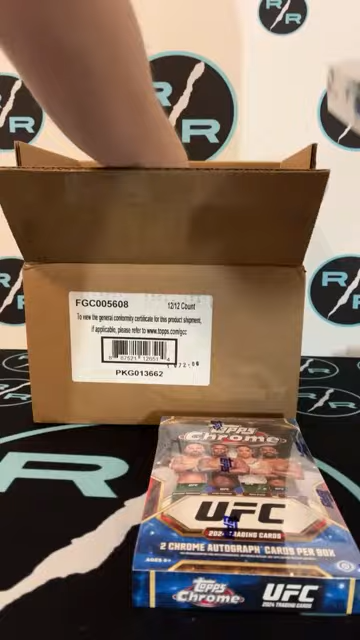 R R
R
R
R
R
R
R
R
FGC005608
12/12 Count
To view the general conformity certificate for this product shipment,
if applicable, please refer to www.topps.com/gcc
PKG013662
TOPPS
Chrome
UFC
2024 TRADING CARDS
2 CHROME AUTOGRAPH CARDS PER BOX
AGES 6+
TOPPS
Chrome
UFC
2024 TRADING CARDS
R